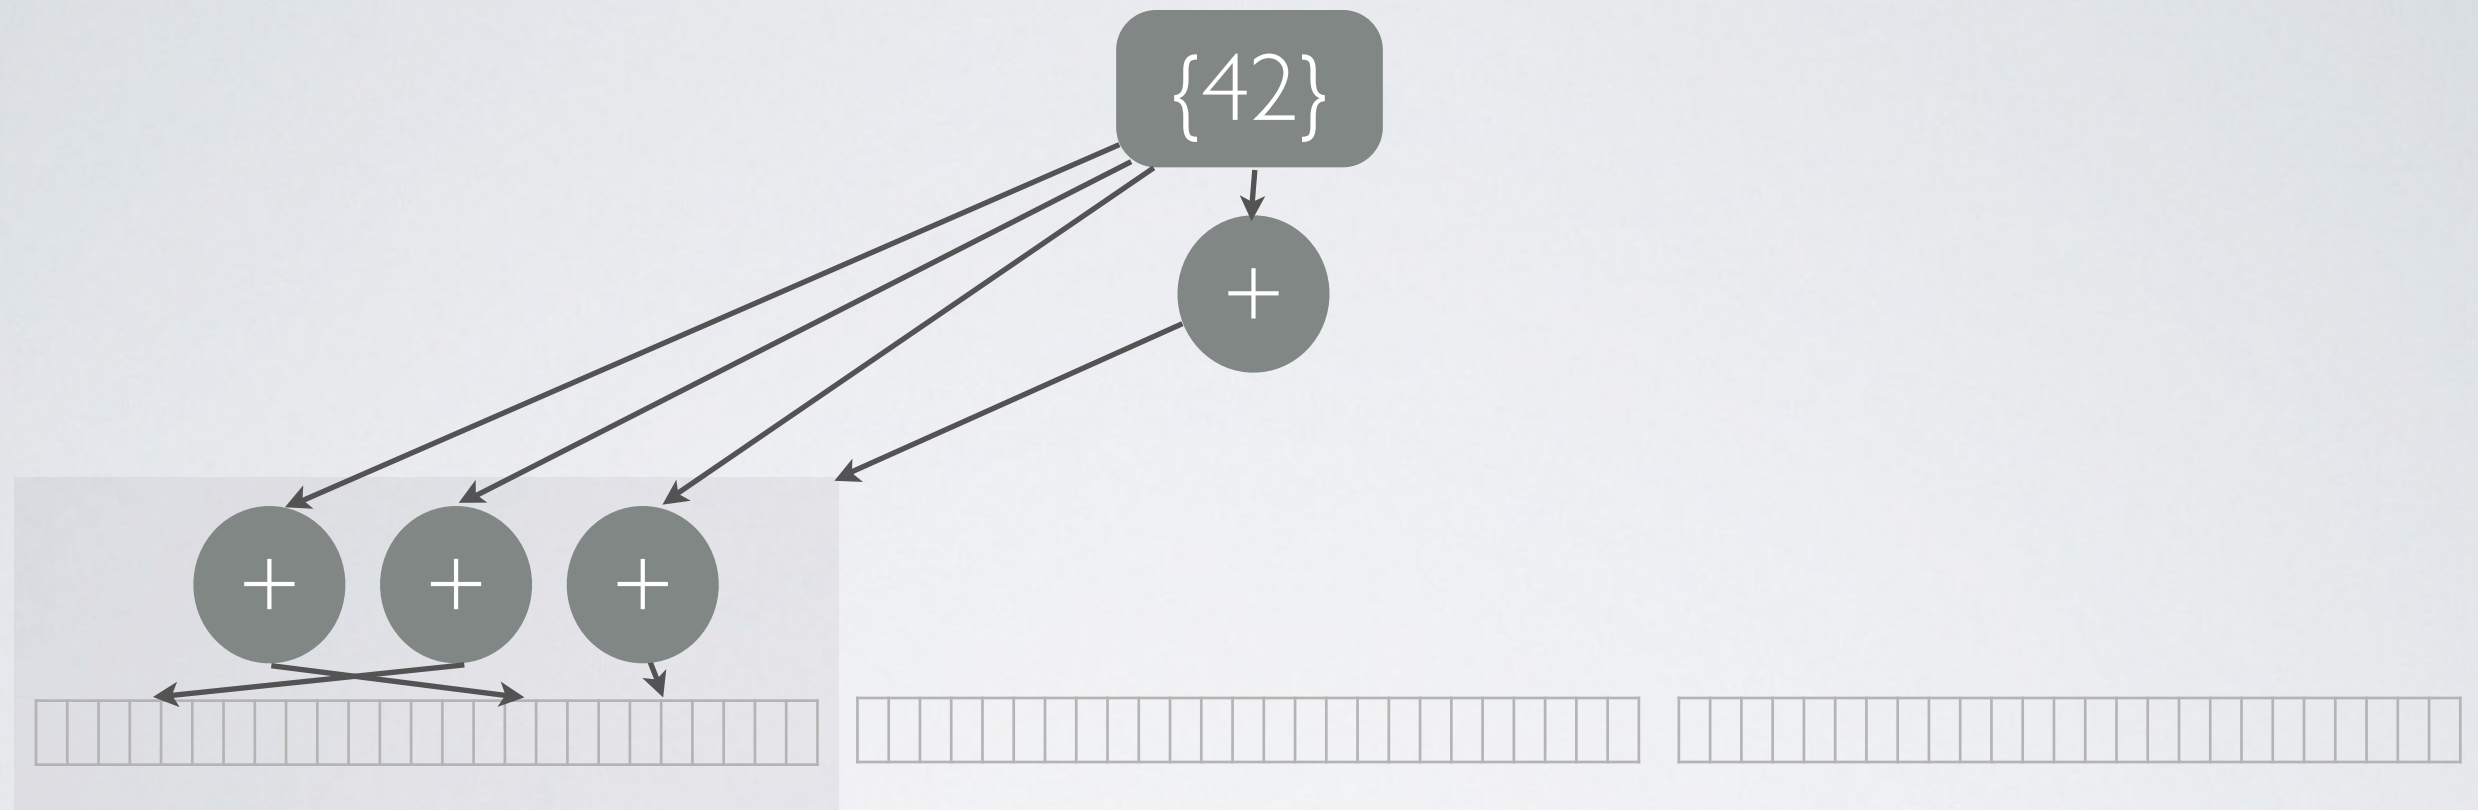 {42}
+
+ + +